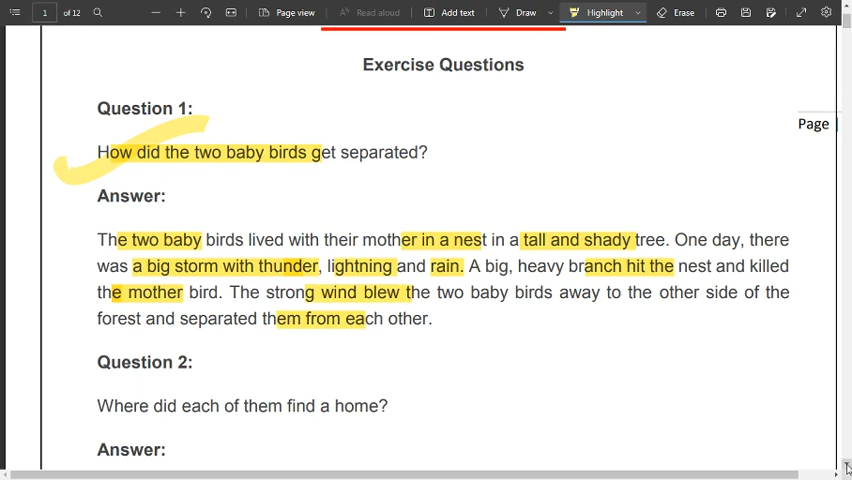 1 of 12 Page view Read aloud Add text Draw Highlight Erase
Exercise Questions
Question 1:
Page
How did the two baby birds get separated?
Answer:
The two baby birds lived with their mother in a nest in a tall and shady tree. One day, there
was a big storm with thunder, lightning and rain. A big, heavy branch hit the nest and killed
the mother bird. The strong wind blew the two baby birds away to the other side of the
forest and separated them from each other.
Question 2:
Where did each of them find a home?
Answer: